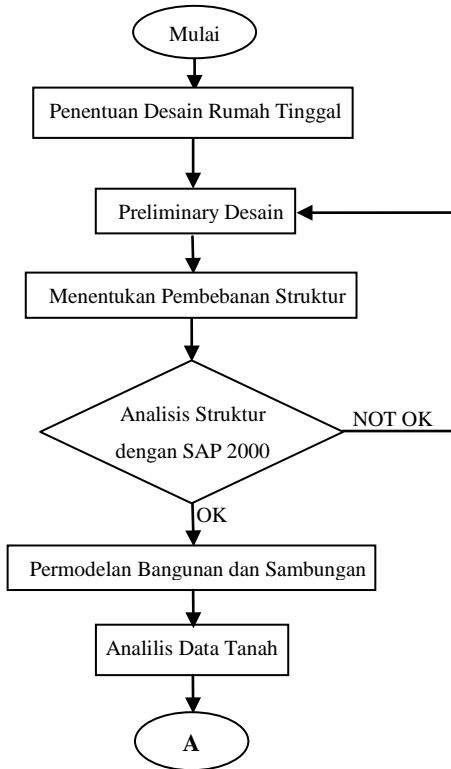 Mulai
Penentuan Desain Rumah Tinggal
Preliminary Desain
Menentukan Pembebanan Struktur
Analisis Struktur
dengan SAP 2000
NOT OK
OK
Permodelan Bangunan dan Sambungan
Analilis Data Tanah
A